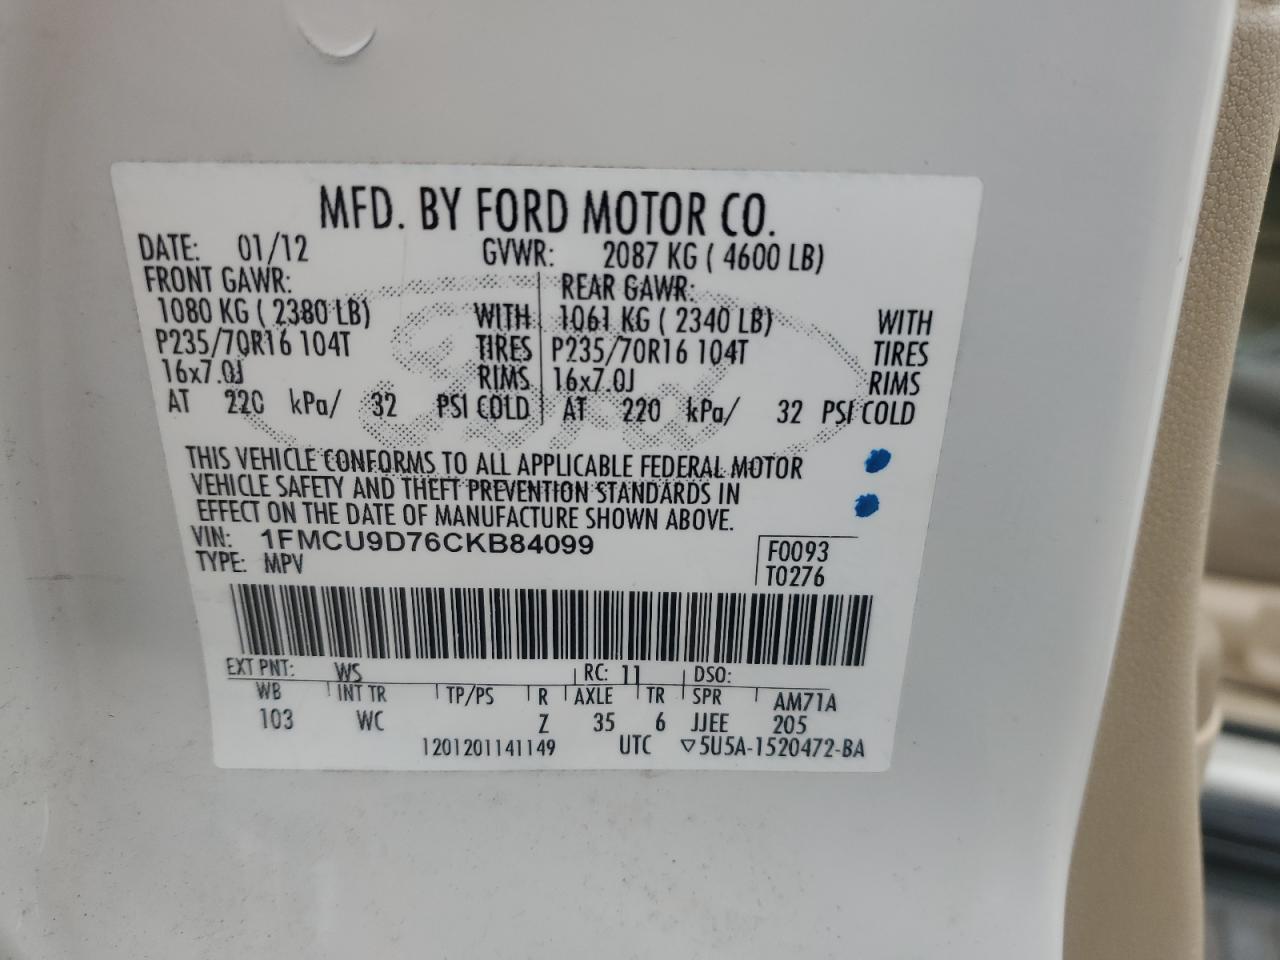 MFD. BY FORD MOTOR CO.
DATE: 01/12 GVWR: 2087 KG ( 4600 LB)
FRONT GAWR: REAR GAWR:
1080 KG ( 2380 LB) WITH 1061 KG ( 2340 LB) WITH
P235/70R16 104T TIRES P235/70R16 104T TIRES
16x7.0J RIMS 16x7.0J RIMS
AT 220 kPa/ 32 PSI COLD AT 220 kPa/ 32 PSI COLD
THIS VEHICLE CONFORMS TO ALL APPLICABLE FEDERAL MOTOR
VEHICLE SAFETY AND THEFT PREVENTION STANDARDS IN
EFFECT ON THE DATE OF MANUFACTURE SHOWN ABOVE.
VIN: 1FMCU9D76CKB84099 F0093
TYPE: MPV T0276
EXT PNT: WS RC: 11 DSO:
WB INT TR TP/PS R AXLE TR SPR AM71A
103 WC Z 35 6 JJEE 205
1201201141149 UTC ▽5U5A-1520472-BA